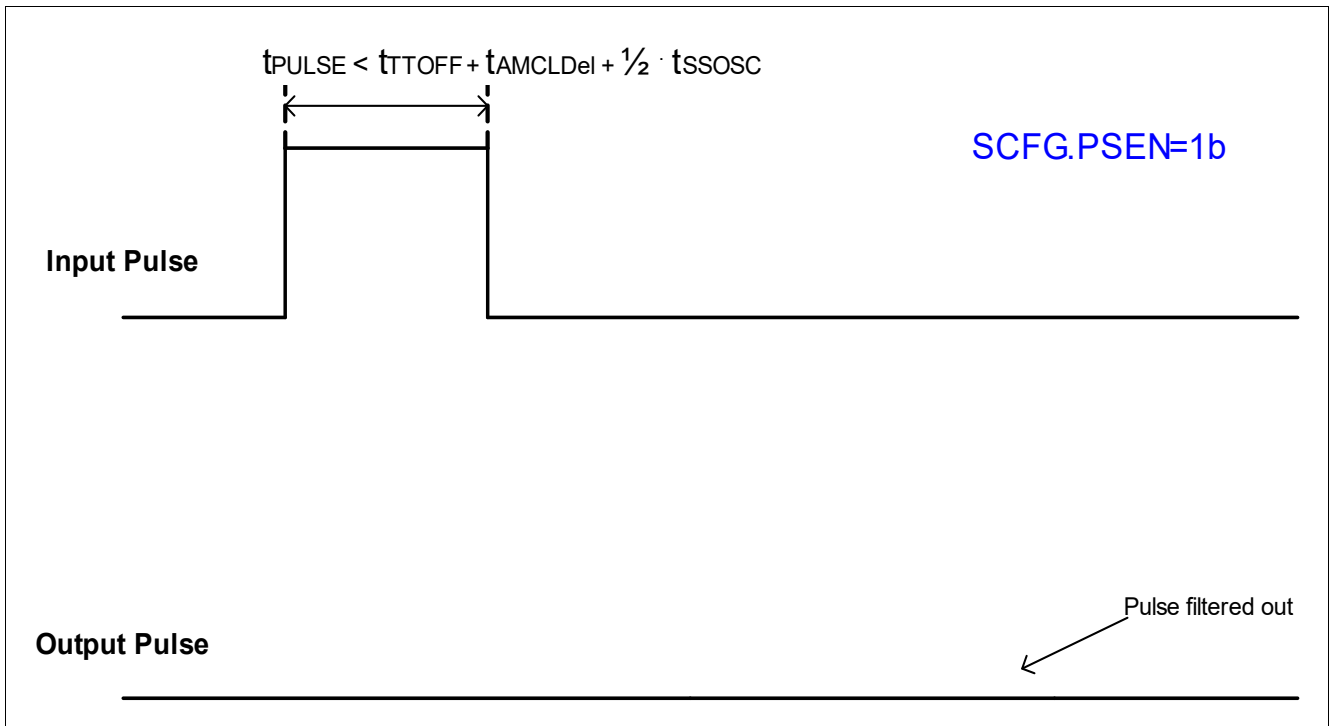 tPULSE < tTTOFF + tAMCLDel + ½ · tSSOSC
SCFG.PSEN=1b
Input Pulse
Pulse filtered out
Output Pulse